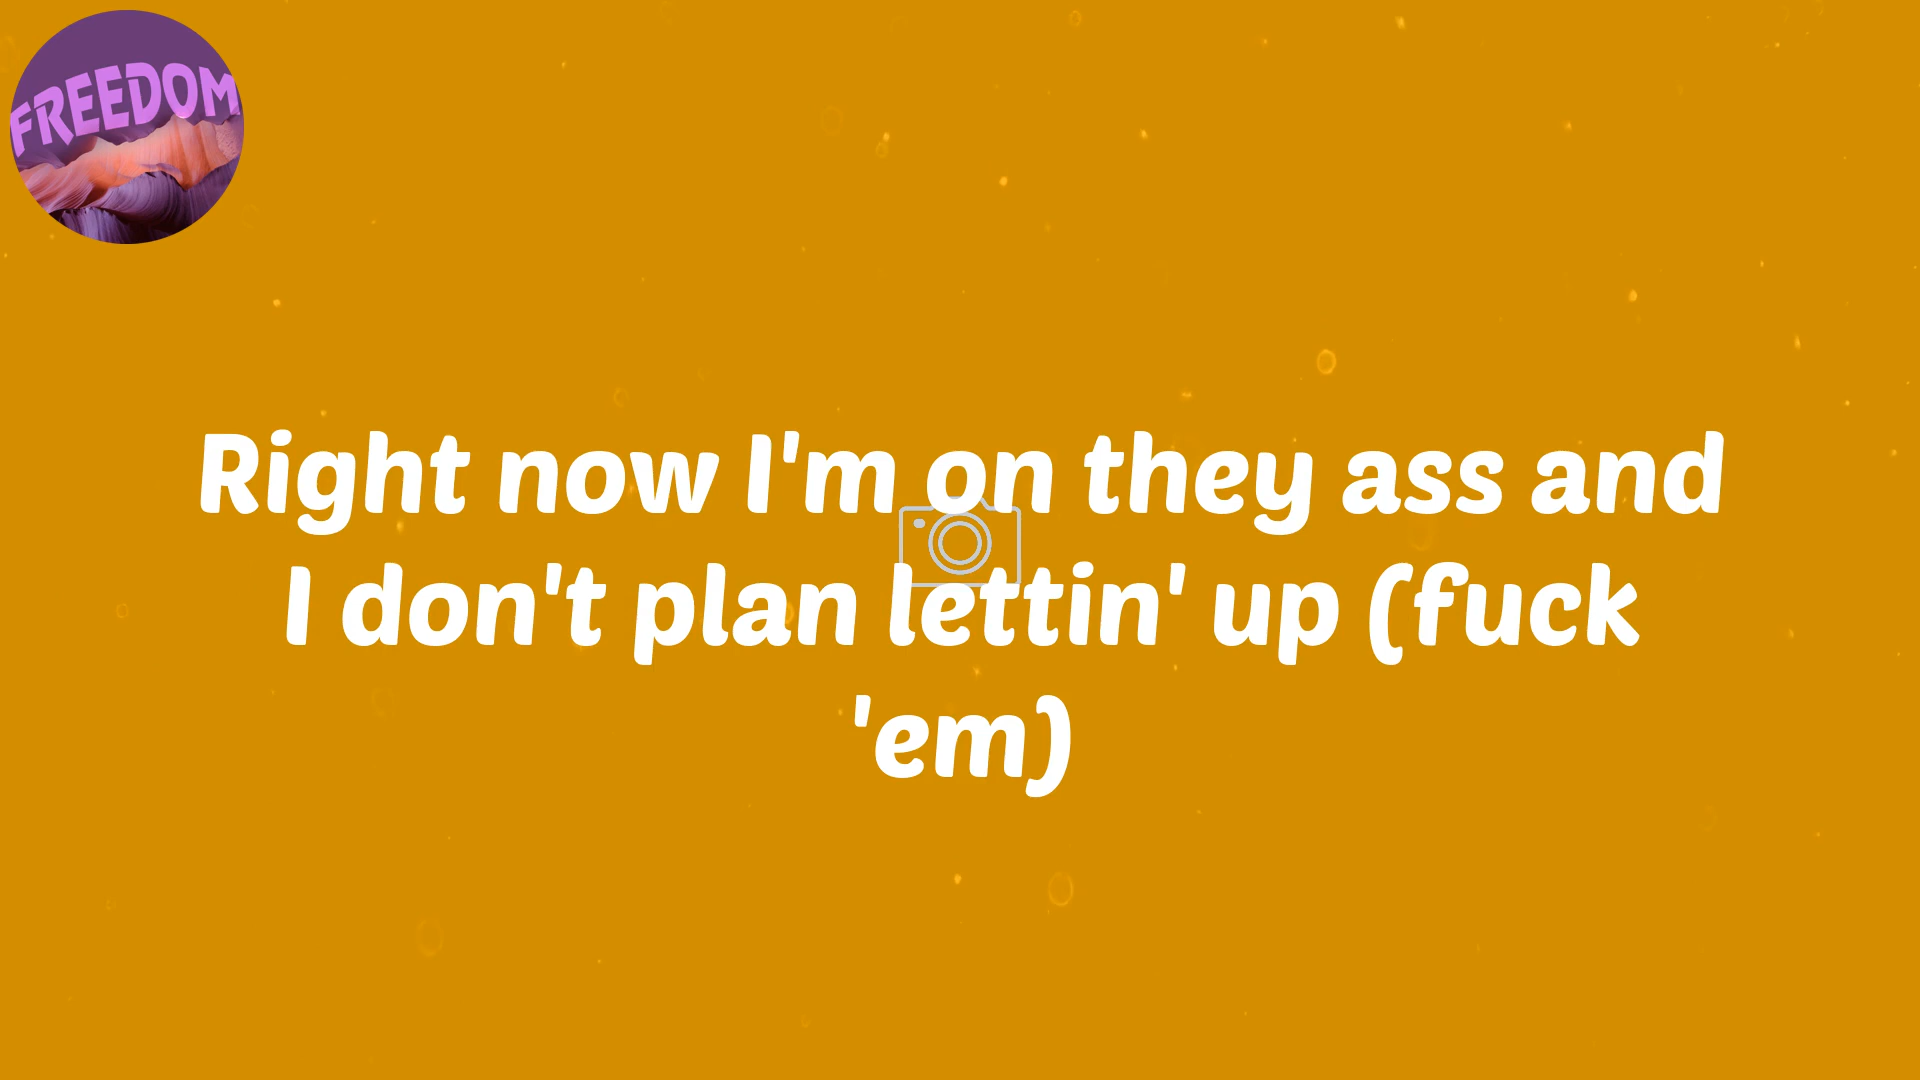 FREEDOM
Right now I'm on they ass and
I don't plan lettin' up (fuck
'em)